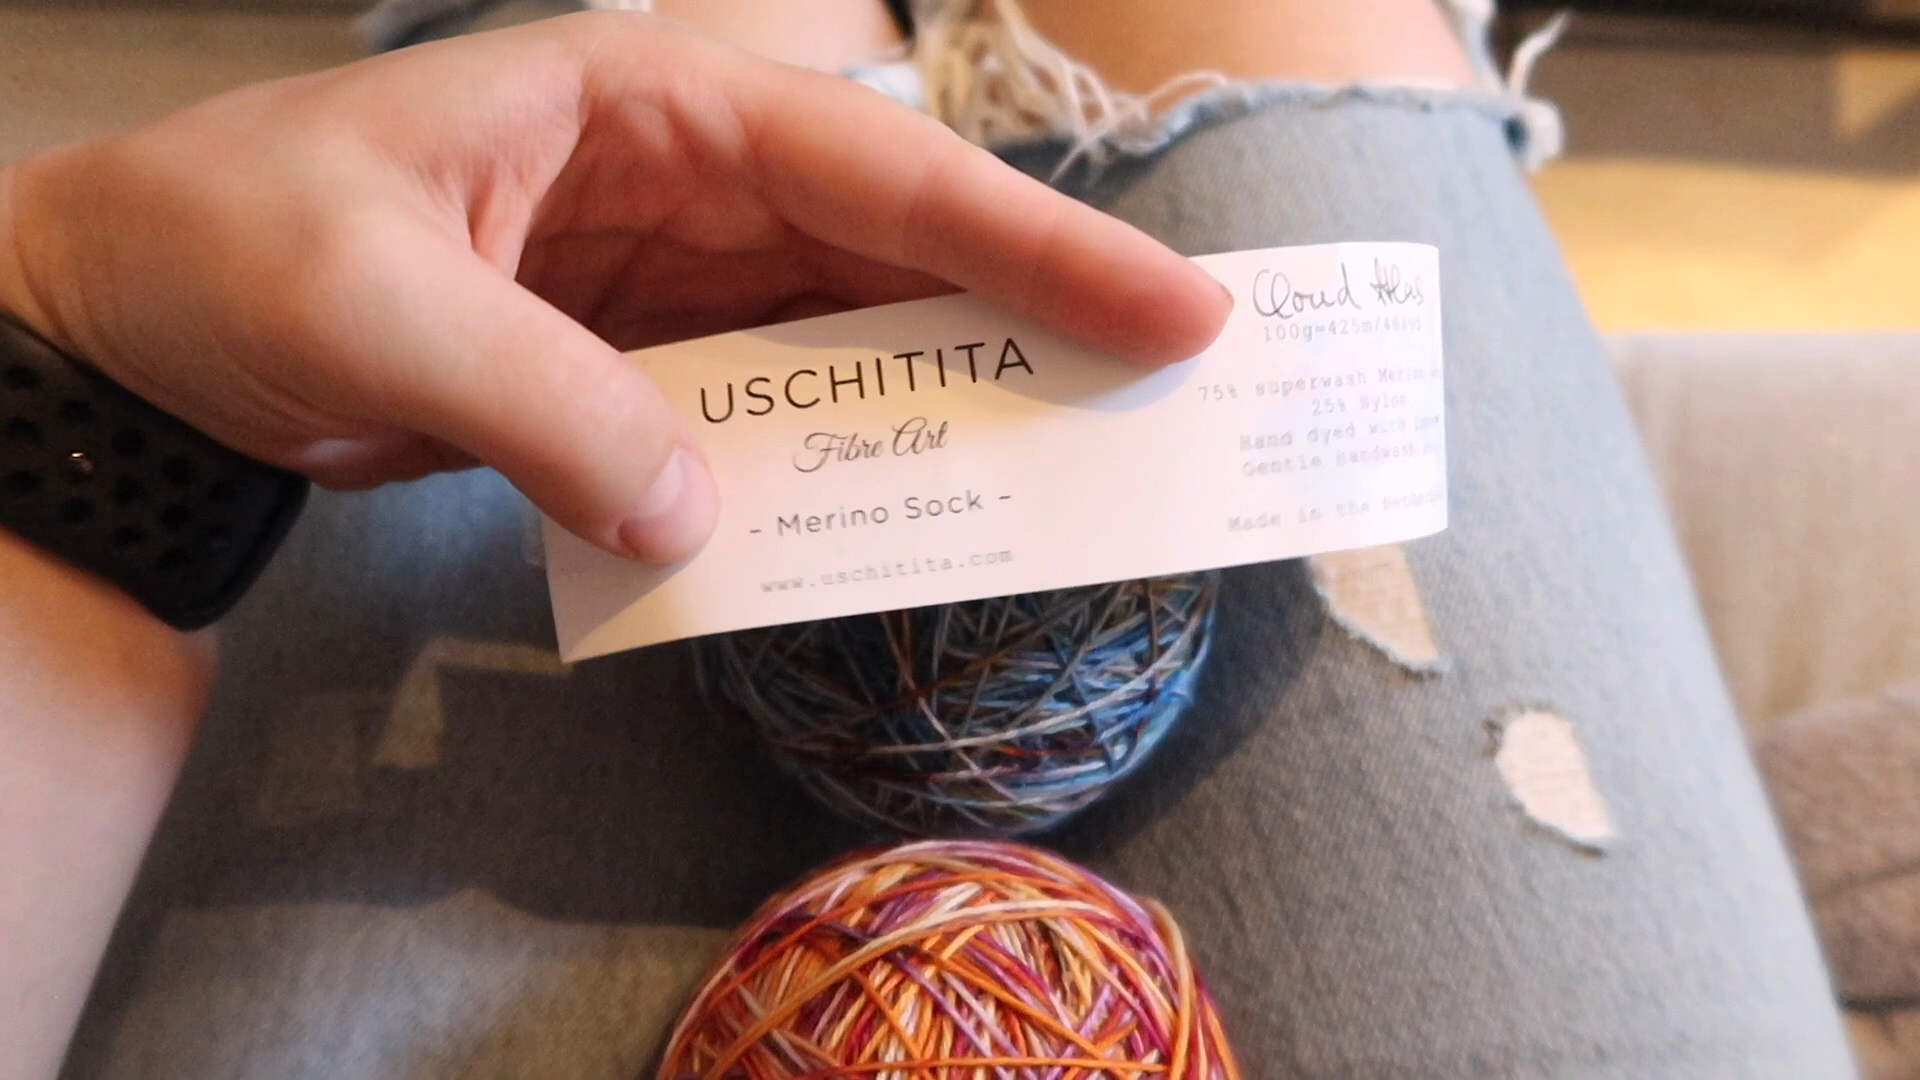 USCHITITA
Fibre Art
- Merino Sock -
www.uschitita.com
Cloud Atlas
100g=425m/
75% superwash Merino
25% Nylon
Hand dyed with
Gentle Handwash
Made in the